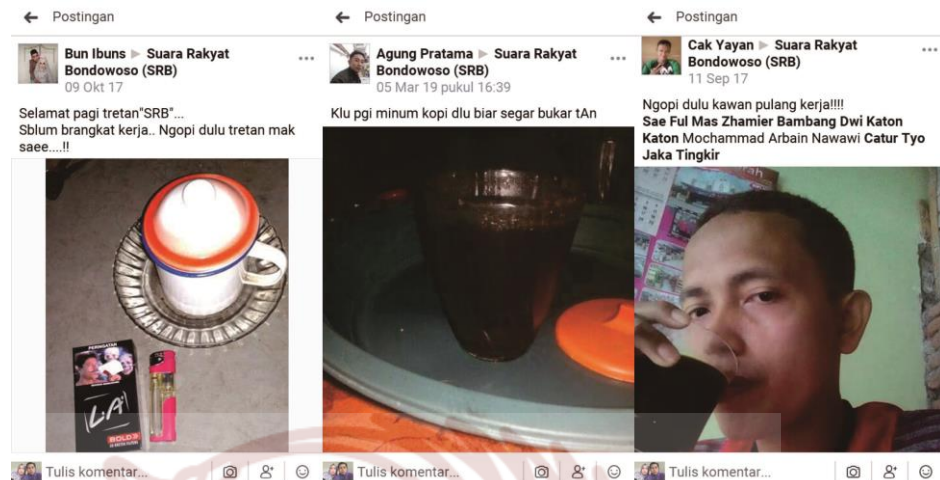 Postingan
Bun Ibuns ▶ Suara Rakyat
Bondowoso (SRB)
09 Okt 17
Selamat pagi tretan"SRB"...
Sblum brangkat kerja.. Ngopi dulu tretan mak
saee....!!
PERINGATAN
LA
BOLD
Tulis komentar...
Postingan
Agung Pratama ▶ Suara Rakyat
Bondowoso (SRB)
05 Mar 19 pukul 16:39
Klu pgi minum kopi dlu biar segar bukar tAn
Tulis komentar...
Postingan
Cak Yayan ▶ Suara Rakyat
Bondowoso (SRB)
11 Sep 17
Ngopi dulu kawan pulang kerja!!!!
Sae Ful Mas Zhamier Bambang Dwi Katon
Katon Mochammad Arbain Nawawi Catur Tyo
Jaka Tingkir
Tulis komentar...